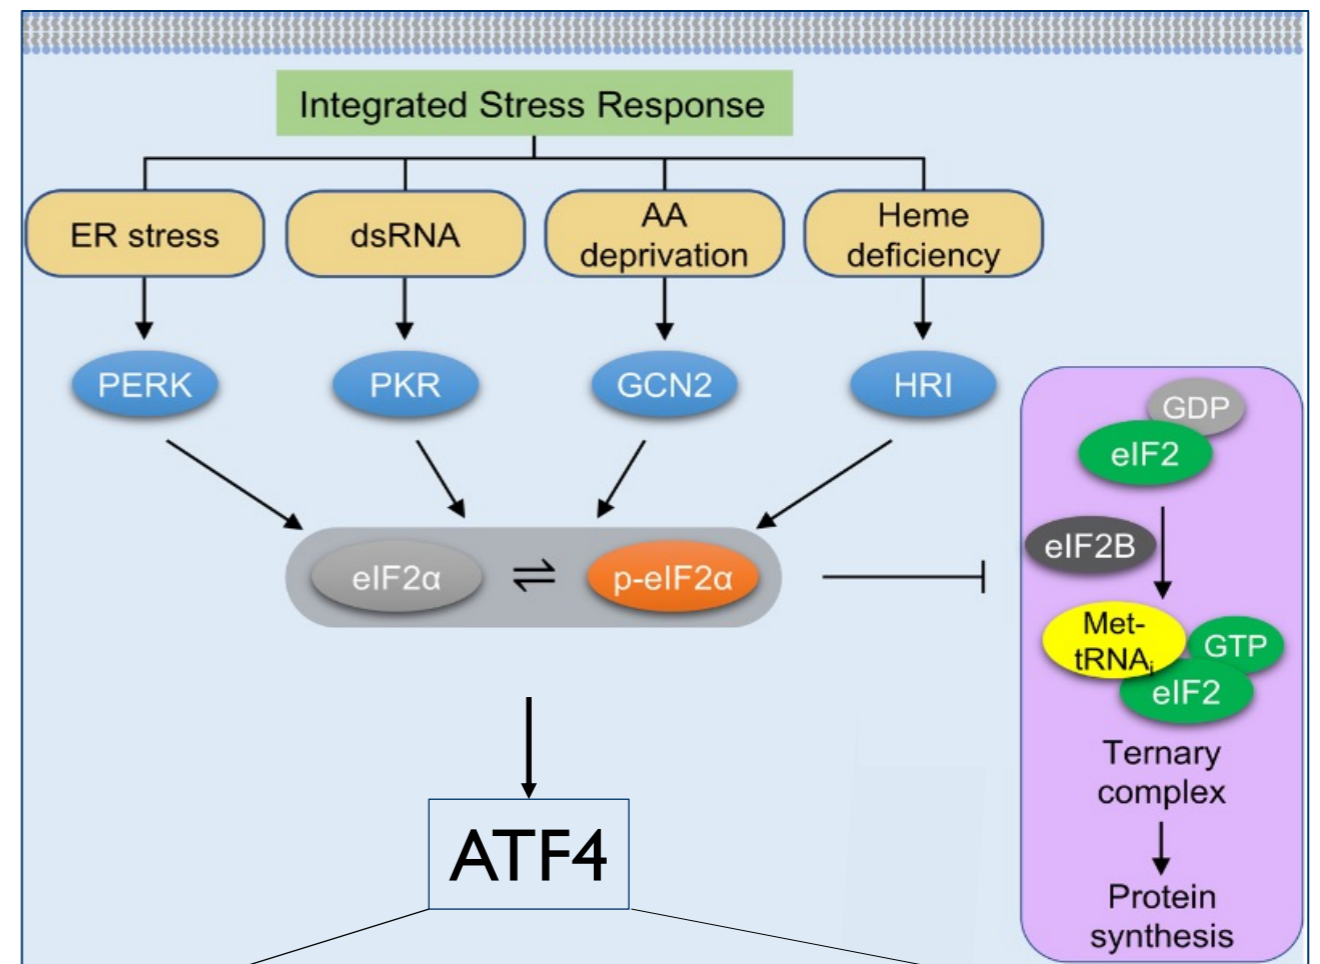 Integrated Stress Response
ER stress
dsRNA
AA
deprivation
Heme
deficiency
PERK
PKR
GCN2
HRI
eIF2α
⇌
p-eIF2α
ATF4
GDP
eIF2
eIF2B
Met-
tRNAi
GTP
eIF2
Ternary
complex
Protein
synthesis